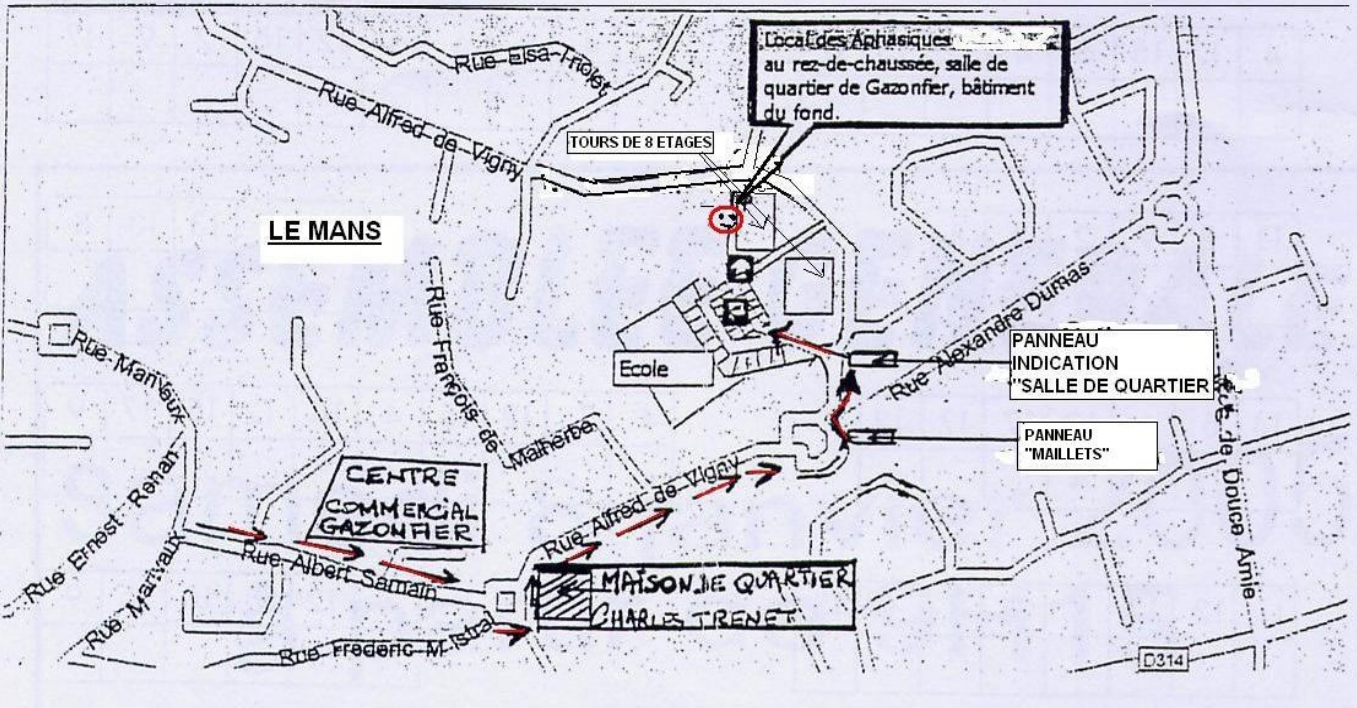 Local des Aphasiques
au rez-de-chaussée, salle de
quartier de Gazonfier, bâtiment
du fond.
Rue Elsa-Triolet
Rue Alfred de Vigny
TOURS DE 8 ETAGES
LE MANS
Rue Alexandre Dumas
Rue François de
Malherbe
Ecole
PANNEAU
INDICATION
"SALLE DE QUARTIER
Rue Marivaux
PANNEAU
"MAILLETS"
de Douce Amie
CENTRE
COMMERCIAL
GAZONFIER
Rue Alfred de Vigny
Rue Ernest Renan
Rue Albert Samain
Rue Marivaux
MAISON DE QUARTIER
CHARLES TRENET
Rue Frédéric Mistral
D314